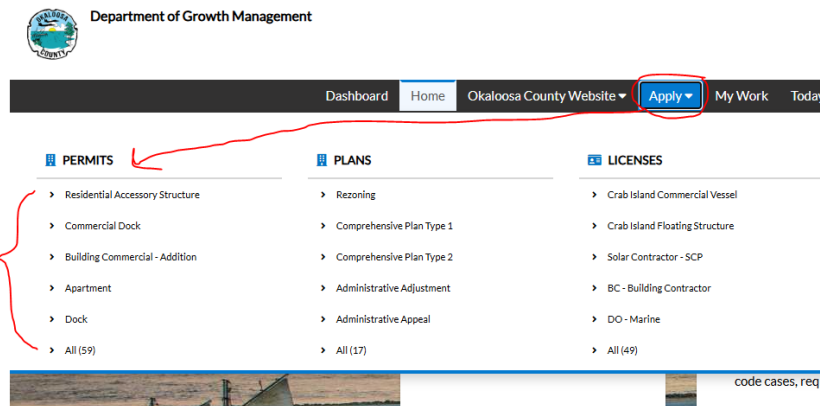 OKALOOSA
COUNTY
Department of Growth Management
Dashboard Home Okaloosa County Website Apply My Work Today
PERMITS PLANS LICENSES
Residential Accessory Structure Rezoning Crab Island Commercial Vessel
Commercial Dock Comprehensive Plan Type 1 Crab Island Floating Structure
Building Commercial - Addition Comprehensive Plan Type 2 Solar Contractor - SCP
Apartment Administrative Adjustment BC - Building Contractor
Dock Administrative Appeal DO - Marine
All (59) All (17) All (49)
code cases, req